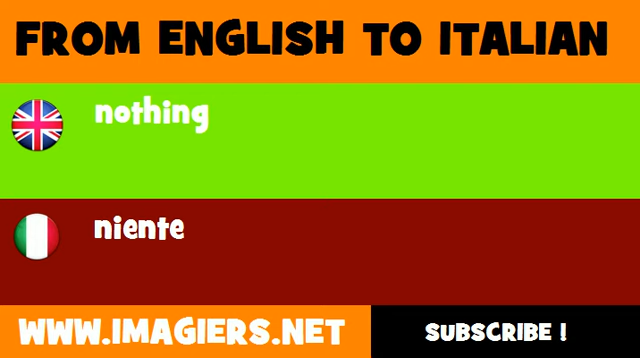 FROM ENGLISH TO ITALIAN
nothing
niente
WWW.IMAGIERS.NET
SUBSCRIBE !